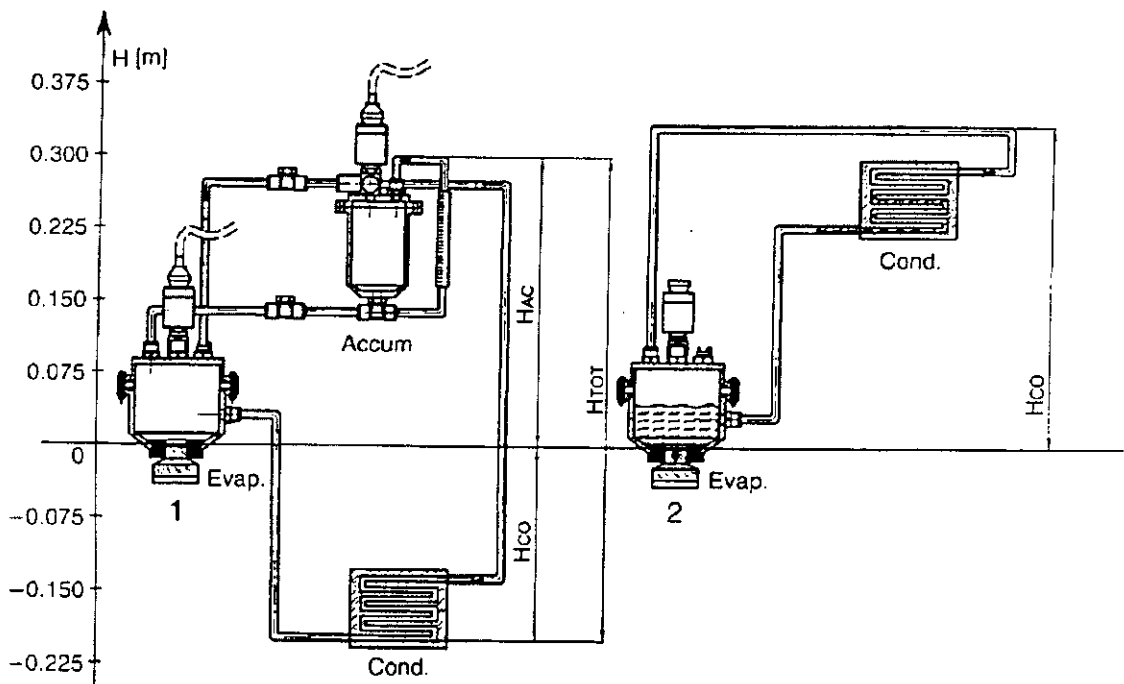 H [m]
0.375
0.300
0.225
0.150
0.075
0
−0.075
−0.150
−0.225
Accum
Evap.
1
Cond.
HAC
HTOT
HCO
Cond.
Evap.
2
HCO